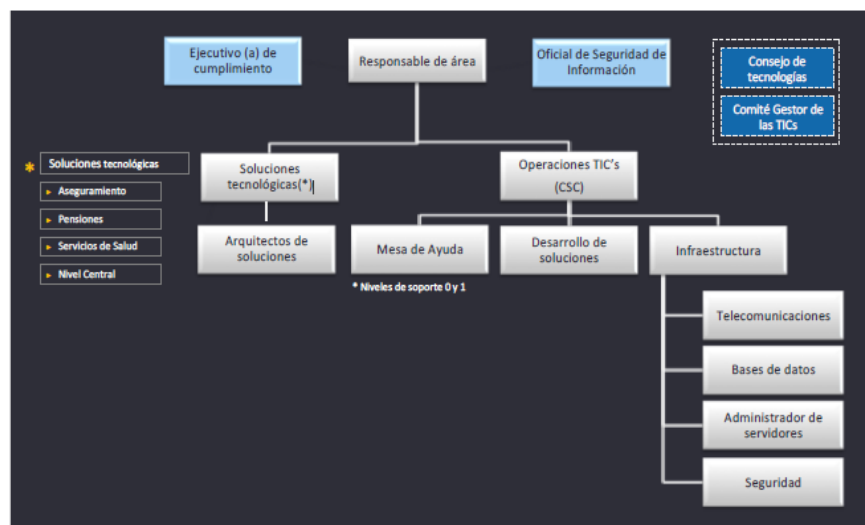 Ejecutivo (a) de
cumplimiento
Responsable de área
Oficial de Seguridad de
Información
Consejo de
tecnologías
Comité Gestor de
las TICs
* Soluciones tecnológicas
Aseguramiento
Pensiones
Servicios de Salud
Nivel Central
Soluciones
tecnológicas(*)
Operaciones TIC's
(CSC)
Arquitectos de
soluciones
Mesa de Ayuda
Desarrollo de
soluciones
Infraestructura
* Niveles de soporte 0 y 1
Telecomunicaciones
Bases de datos
Administrador de
servidores
Seguridad